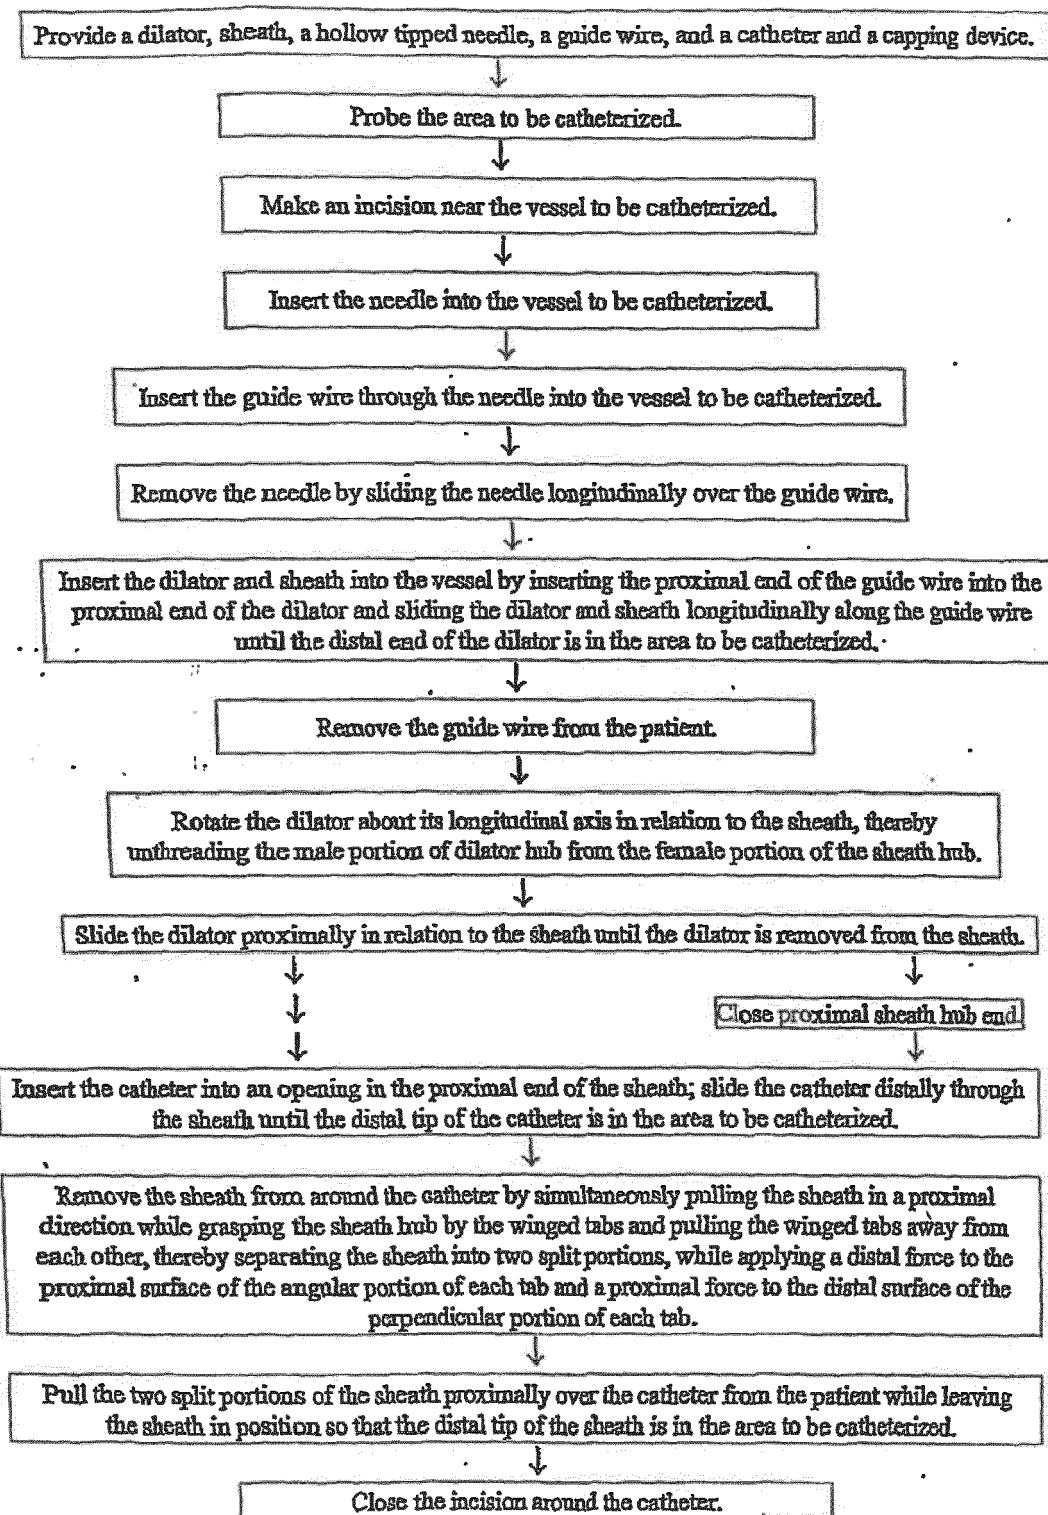 Provide a dilator, sheath, a hollow tipped needle, a guide wire, and a catheter and a capping device.
Probe the area to be catheterized.
Make an incision near the vessel to be catheterized.
Insert the needle into the vessel to be catheterized.
Insert the guide wire through the needle into the vessel to be catheterized.
Remove the needle by sliding the needle longitudinally over the guide wire.
Insert the dilator and sheath into the vessel by inserting the proximal end of the guide wire into the
proximal end of the dilator and sliding the dilator and sheath longitudinally along the guide wire
until the distal end of the dilator is in the area to be catheterized.
Remove the guide wire from the patient.
Rotate the dilator about its longitudinal axis in relation to the sheath, thereby
unthreading the male portion of dilator hub from the female portion of the sheath hub.
Slide the dilator proximally in relation to the sheath until the dilator is removed from the sheath.
Close proximal sheath hub end.
Insert the catheter into an opening in the proximal end of the sheath; slide the catheter distally through
the sheath until the distal tip of the catheter is in the area to be catheterized.
Remove the sheath from around the catheter by simultaneously pulling the sheath in a proximal
direction while grasping the sheath hub by the winged tabs and pulling the winged tabs away from
each other, thereby separating the sheath into two split portions, while applying a distal force to the
proximal surface of the angular portion of each tab and a proximal force to the distal surface of the
perpendicular portion of each tab.
Pull the two split portions of the sheath proximally over the catheter from the patient while leaving
the sheath in position so that the distal tip of the sheath is in the area to be catheterized.
Close the incision around the catheter.